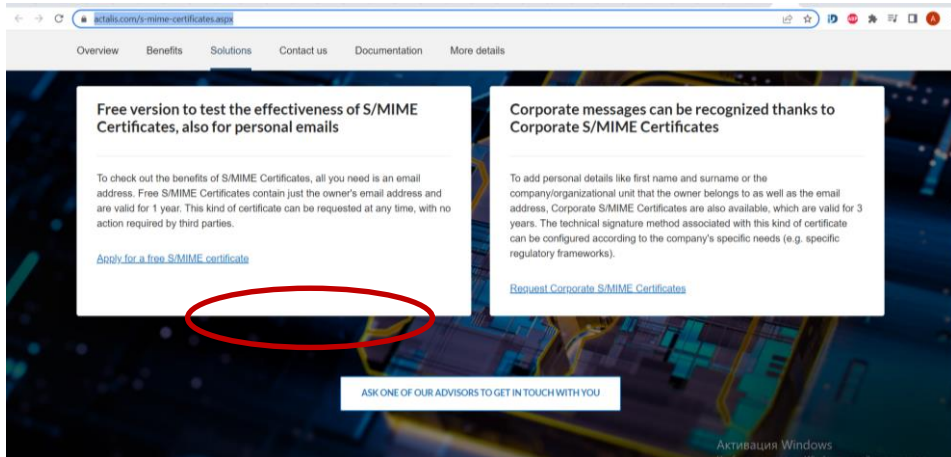 actalis.com/s-mime-certificates.aspx
Overview Benefits Solutions Contact us Documentation More details
Free version to test the effectiveness of S/MIME
Certificates, also for personal emails
To check out the benefits of S/MIME Certificates, all you
need is an email
address. Free S/MIME Certificates contain just the owner's email address and
are valid for 1 year. This kind of certificate can be requested at any time, with no
action required by third parties.
Apply for a free S/MIME certificate
Corporate messages can be recognized thanks to
Corporate S/MIME Certificates
To add personal details like first name and surname or the
company/organizational unit that the owner belongs to as well as the email
address, Corporate S/MIME Certificates are also available, which are valid for 3
years. The technical signature method associated with this kind of certificate
can be configured according to the company's specific needs (e.g. specific
regulatory frameworks).
Request Corporate S/MIME Certificates
ASK ONE OF OUR ADVISORS TO GET IN TOUCH WITH YOU
Активация Windows